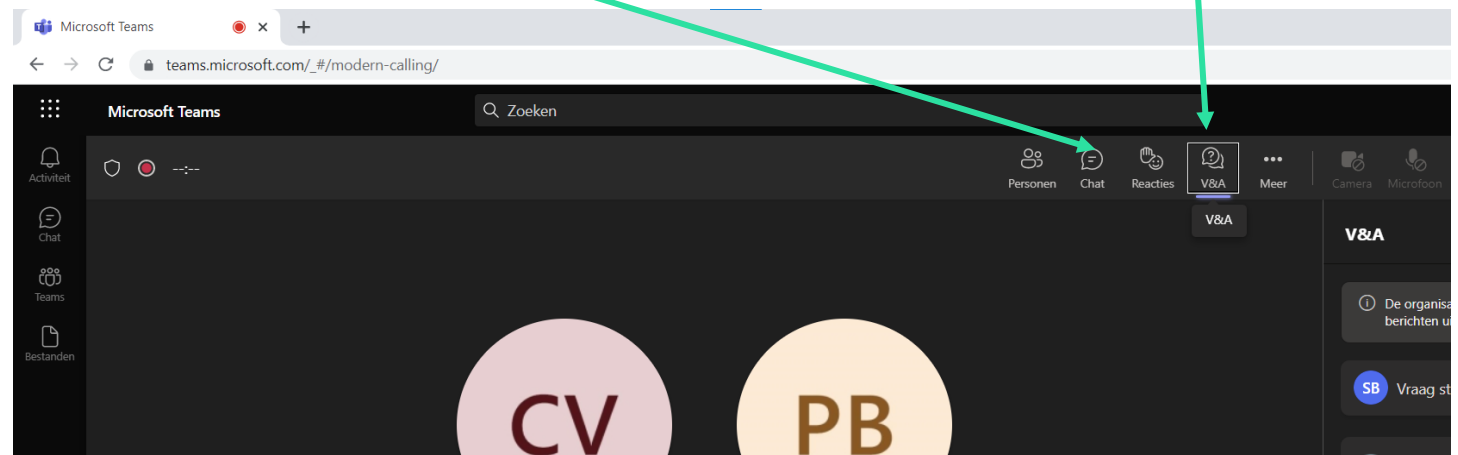 Microsoft Teams
teams.microsoft.com/_#/modern-calling/
Microsoft Teams
Zoeken
Activiteit
--:--
Personen
Chat
Reacties
V&A
Meer
Camera
Microfoon
Chat
V&A
V&A
Teams
De organisa
berichten ui
Bestanden
SB
Vraag st
CV
PB